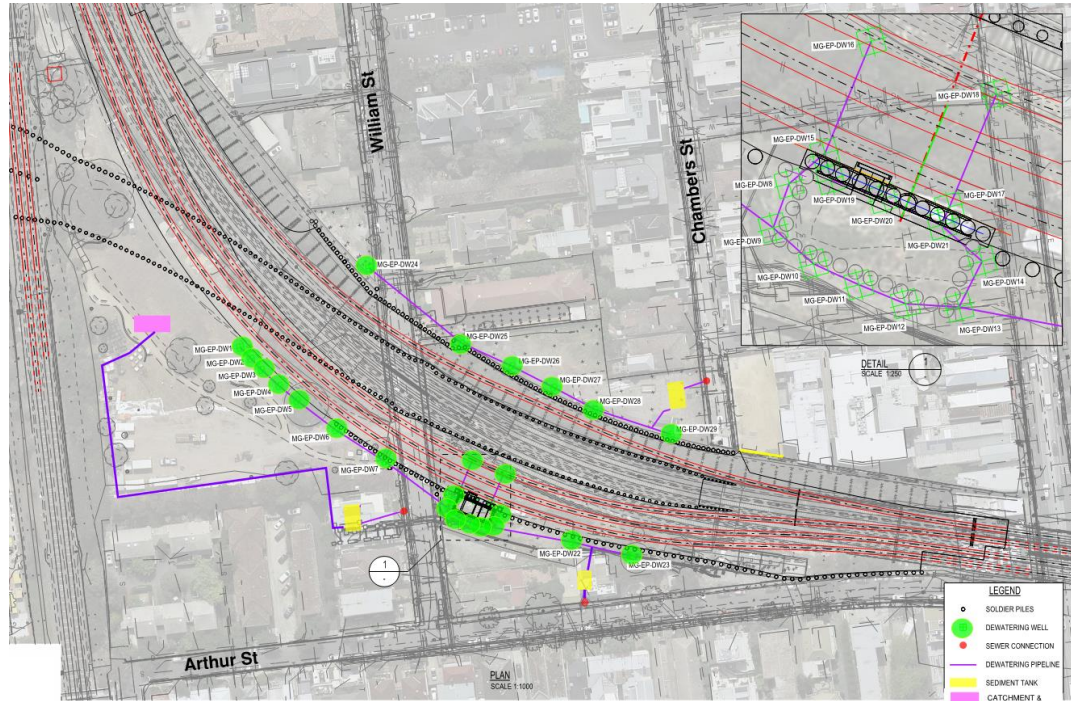 William St
Chambers St
Arthur St
MG-EP-DW24
MG-EP-DW25
MG-EP-DW26
MG-EP-DW27
MG-EP-DW28
MG-EP-DW29
MG-EP-DW1
MG-EP-DW2
MG-EP-DW3
MG-EP-DW4
MG-EP-DW5
MG-EP-DW6
MG-EP-DW7
MG-EP-DW22
MG-EP-DW23
1
-
PLAN
SCALE 1:1000
MG-EP-DW16
MG-EP-DW18
MG-EP-DW15
MG-EP-DW8
MG-EP-DW19
MG-EP-DW17
MG-EP-DW20
MG-EP-DW9
MG-EP-DW21
MG-EP-DW10
MG-EP-DW14
MG-EP-DW11
MG-EP-DW12
MG-EP-DW13
DETAIL
SCALE 1:250
1
-
LEGEND
SOLDIER PILES
DEWATERING WELL
SEWER CONNECTION
DEWATERING PIPELINE
SEDIMENT TANK
CATCHMENT &